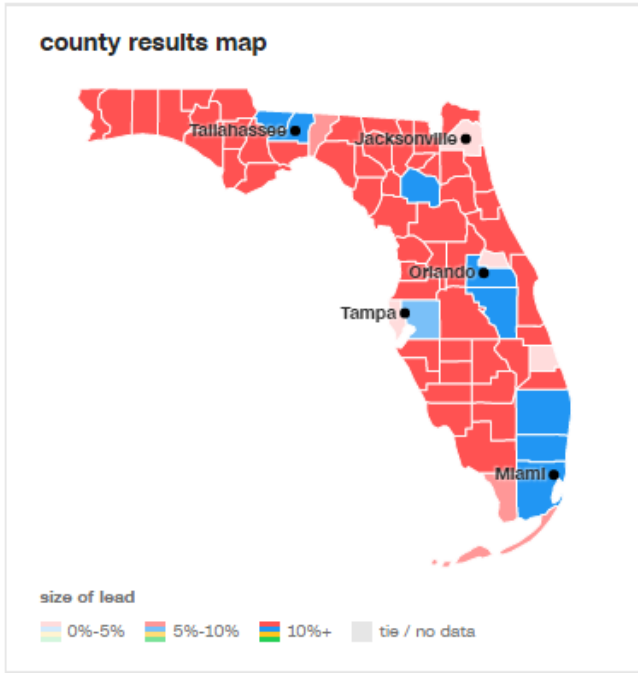 county results map
Tallahassee
Jacksonville
Orlando
Tampa
Miami
size of lead
0%-5% 5%-10% 10%+ tie / no data